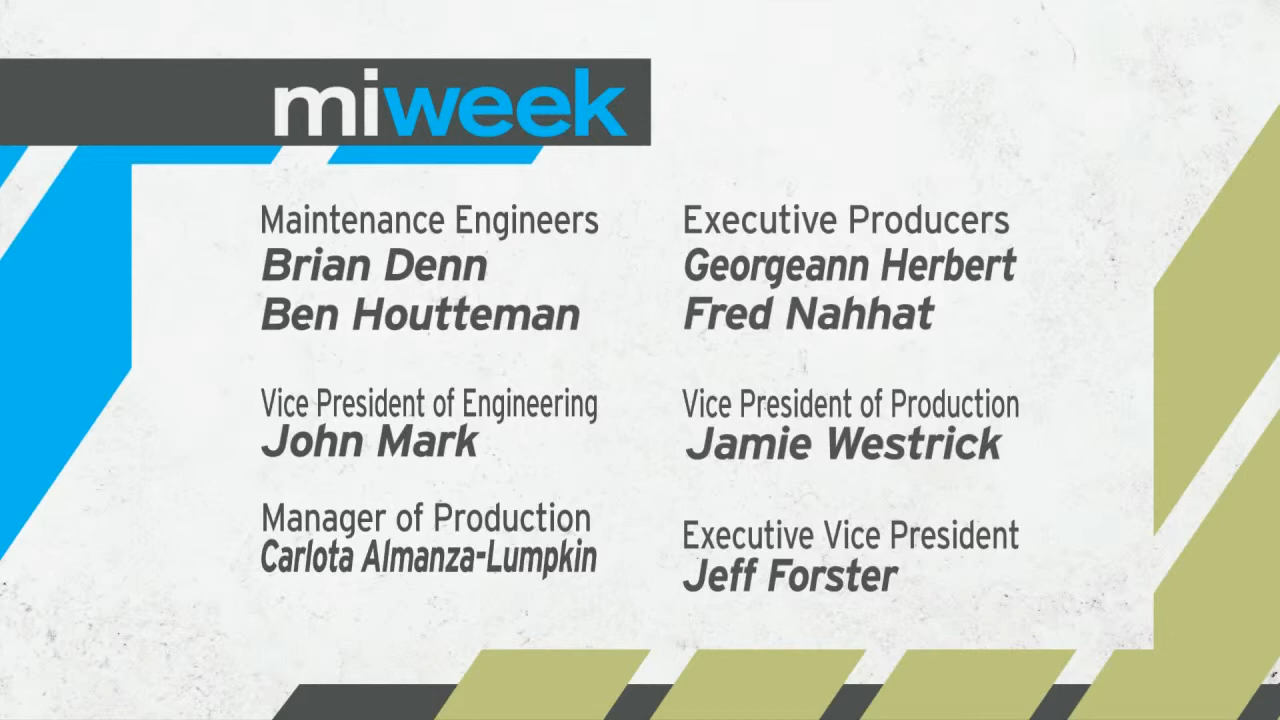 miweek
Maintenance Engineers
Brian Denn
Ben Houtteman
Vice President of Engineering
John Mark
Manager of Production
Carlota Almanza-Lumpkin
Executive Producers
Georgeann Herbert
Fred Nahhat
Vice President of Production
Jamie Westrick
Executive Vice President
Jeff Forster